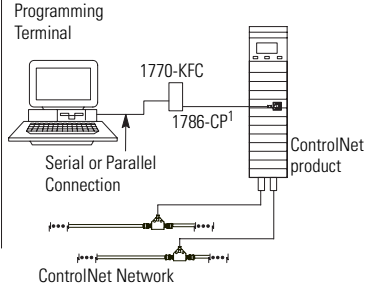 Programming
Terminal
1770-KFC
1786-CP1
ControlNet
product
Serial or Parallel
Connection
ControlNet Network